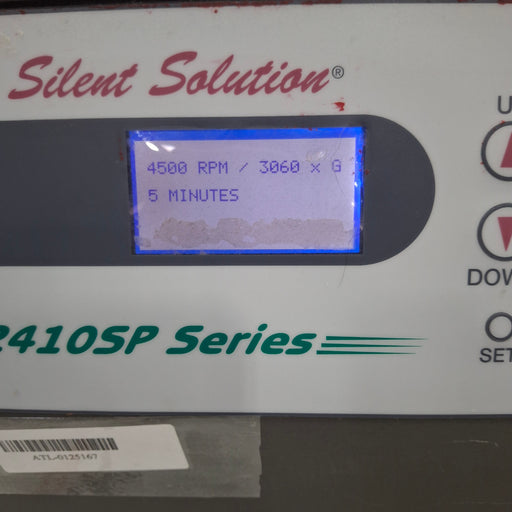 Silent Solution®
4500 RPM / 3060 x G
5 MINUTES
2410SP Series
ATL-0125167